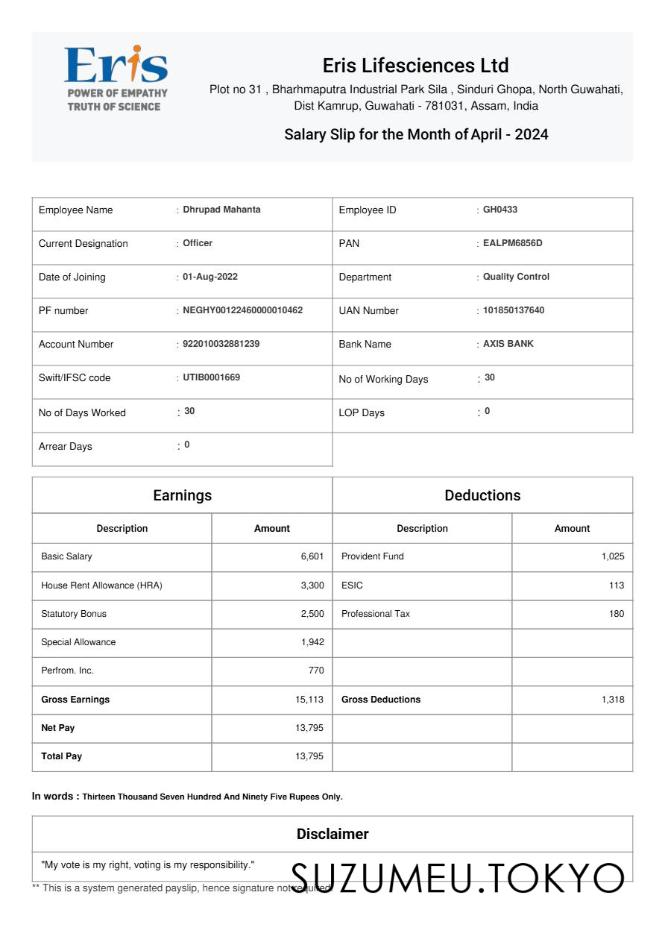 Eris
POWER OF EMPATHY
TRUTH OF SCIENCE
Eris Lifesciences Ltd
Plot no 31 , Bharhmaputra Industrial Park Sila , Sinduri Ghopa, North Guwahati,
Dist Kamrup, Guwahati - 781031, Assam, India
Salary Slip for the Month of April - 2024
Employee Name : Dhrupad Mahanta Employee ID : GH0433
Current Designation : Officer PAN : EALPM6856D
Date of Joining : 01-Aug-2022 Department : Quality Control
PF number : NEGHY00122460000010462 UAN Number : 101850137640
Account Number : 922010032881239 Bank Name : AXIS BANK
Swift/IFSC code : UTIB0001669 No of Working Days : 30
No of Days Worked : 30 LOP Days : 0
Arrear Days : 0
Earnings Deductions
Description Amount Description Amount
Basic Salary 6,601 Provident Fund 1,025
House Rent Allowance (HRA) 3,300 ESIC 113
Statutory Bonus 2,500 Professional Tax 180
Special Allowance 1,942
Perfrom. Inc. 770
Gross Earnings 15,113 Gross Deductions 1,318
Net Pay 13,795
Total Pay 13,795
In words : Thirteen Thousand Seven Hundred And Ninety Five Rupees Only.
Disclaimer
"My vote is my right, voting is my responsibility."
** This is a system generated payslip, hence signature not required
SUZUMEU.TOKYO